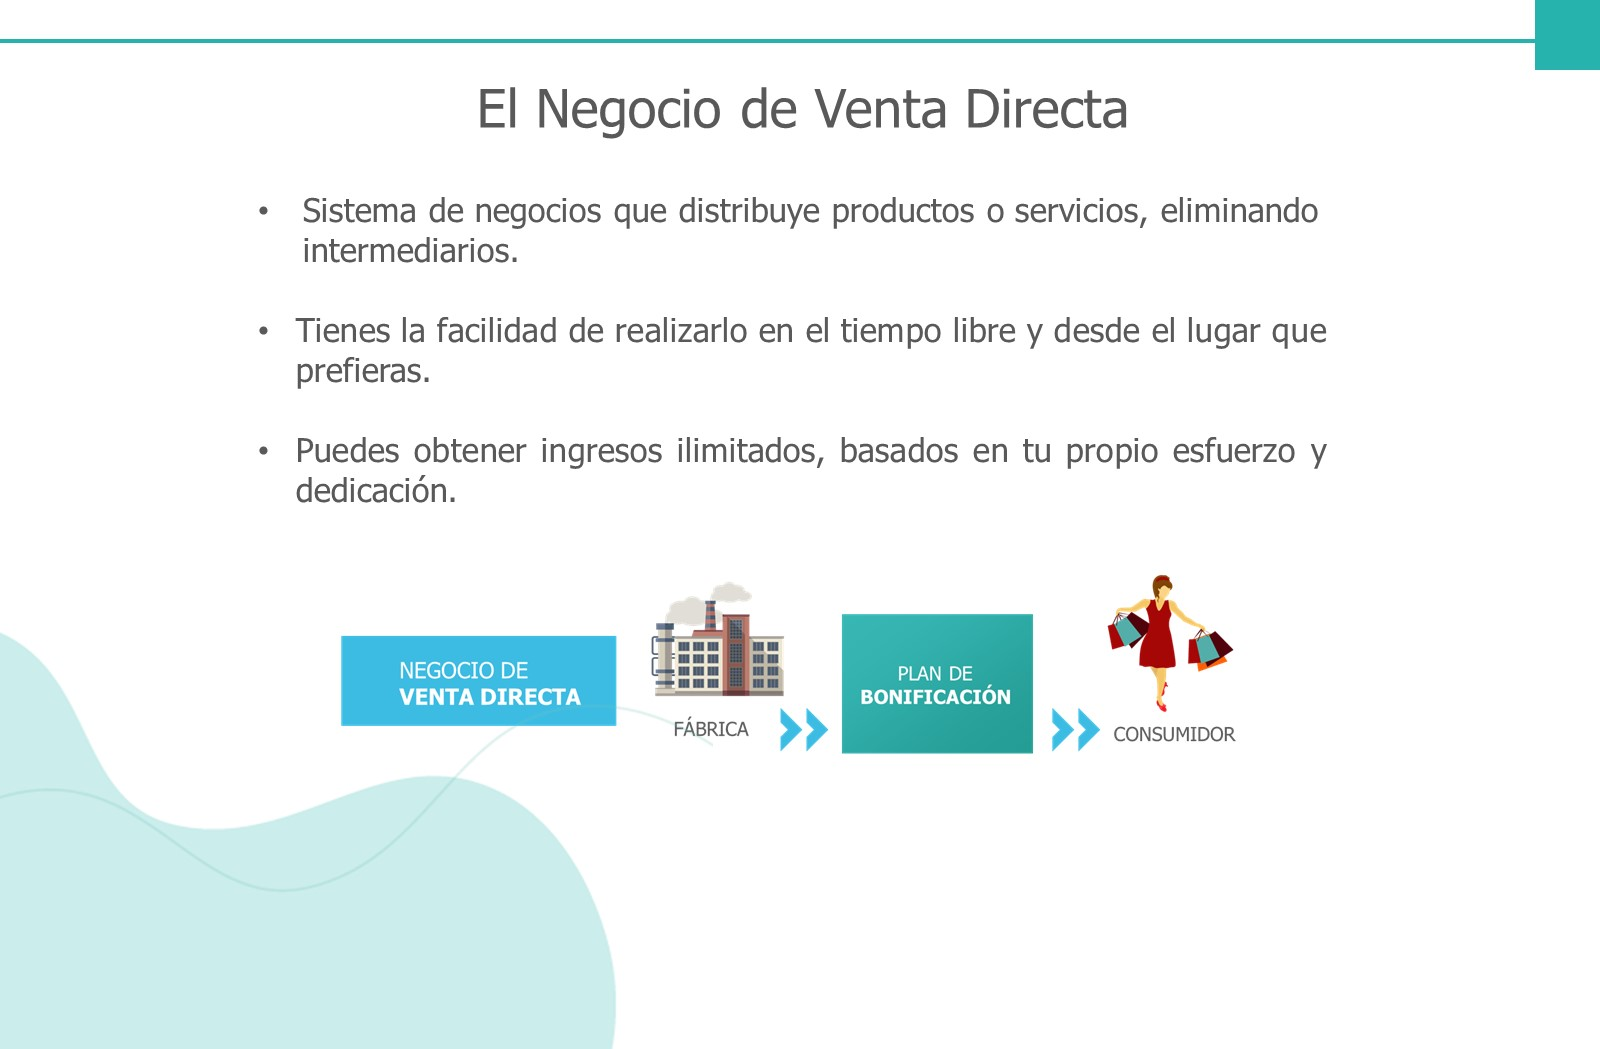 El Negocio de Venta Directa
• Sistema de negocios que distribuye productos o servicios, eliminando
intermediarios.
• Tienes la facilidad de realizarlo en el tiempo libre y desde el lugar que
prefieras.
• Puedes obtener ingresos ilimitados, basados en tu propio esfuerzo y
dedicación.
NEGOCIO DE
VENTA DIRECTA
FÁBRICA
PLAN DE
BONIFICACIÓN
CONSUMIDOR